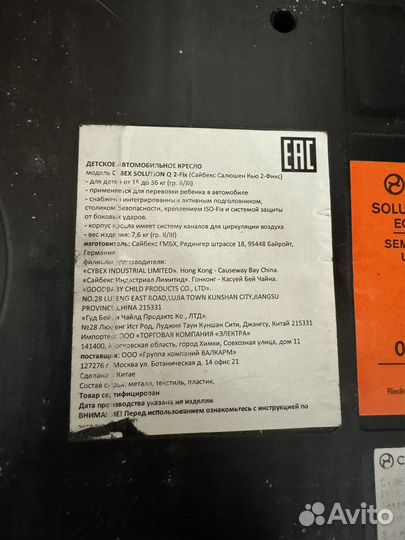 ДЕТСКОЕ АВТОМОБИЛЬНОЕ КРЕСЛО
модель CYBEX SOLUTION Q 2-Fix (Сайбекс Салюшен Кью 2-Фикс)
- для детей от 15 до 36 кг (гр. II/III)
- применяется для перевозки ребенка в автомобиле
- снабжено интегрированным и активным подголовником,
столиком безопасности, креплением ISO-Fix и системой защиты
от боковых ударов.
- корпус кресла имеет систему каналов для циркуляции воздуха
- вес изделия: 7,6 кг (гр. II/III)
изготовитель: Сайбекс ГМБХ, Редингер штрассе 18, 95448 Байройт,
Германия
филиалы производителя:
«CYBEX INDUSTRIAL LIMITED». Hong Kong - Causeway Bay China.
«Сайбекс Индастриал Лимитид». Гонконг - Касуей Бей Чайна.
«GOODBABY CHILD PRODUCTS CO., LTD.»
NO.28 LUFENG EAST ROAD,LUJIA TOWN KUNSHAN CITY,JIANGSU
PROVINCE,CHINA 215331
«Гуд Бейби Чайлд Продактс Ко ., ЛТД».
№28 Люфенг Ист Род, Луджия Таун Куншан Сити, Джангсу, Китай 215331
Импортер: ООО «ТОРГОВАЯ КОМПАНИЯ «ЭЛЕКТРА»
141400, Московская область, город Химки, Совхозная улица, дом 11
поставщик: ООО «Группа компаний ВАЛКАРМ»
127276 г. Москва ул. Ботаническая д. 14 офис 21
Сделано в Китае
Состав сырья: металл, текстиль, пластик.
Товар сертифицирован
Дата производства указана на изделии
ВНИМАНИЕ! Перед использованием ознакомьтесь с инструкцией по
EAC
SOLU
SEM
U
0
Riedin
C
Avito